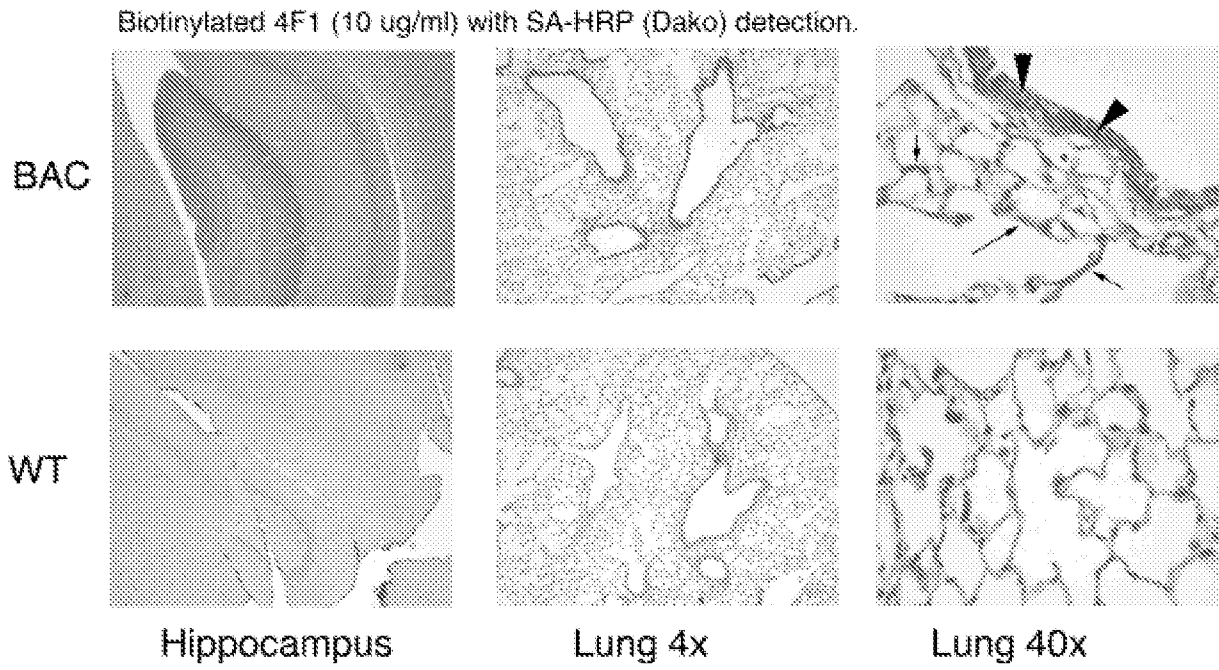 Biotinylated 4F1 (10 ug/ml) with SA-HRP (Dako) detection.
BAC
WT
Hippocampus
Lung 4x
Lung 40x